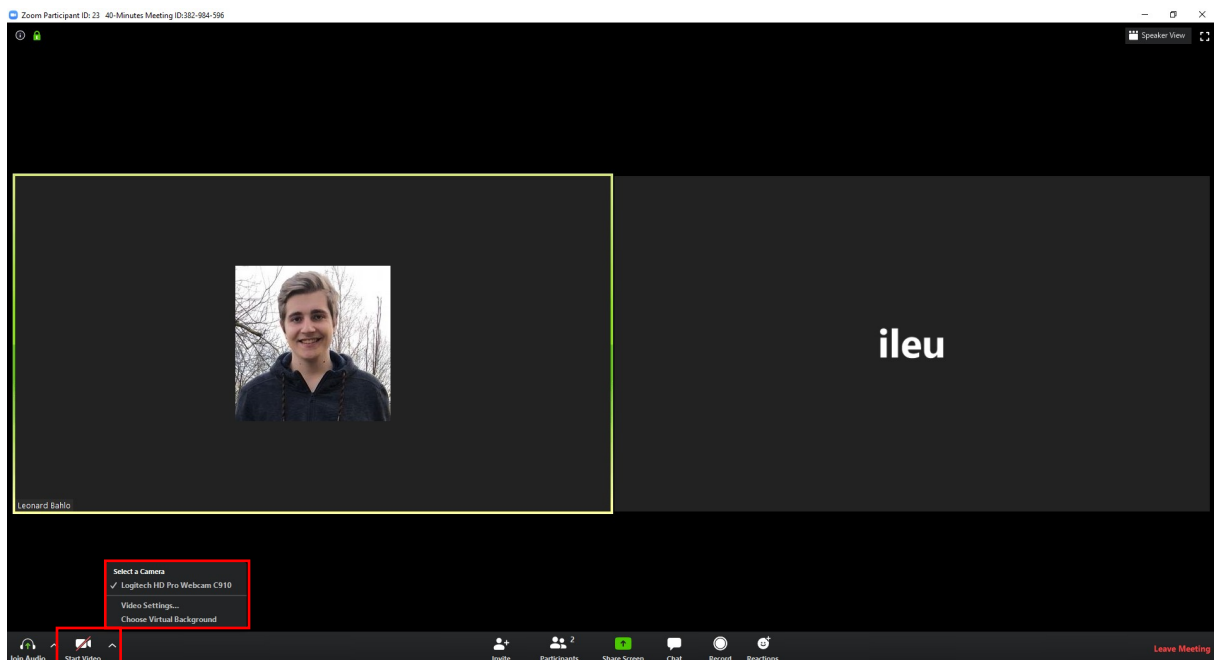 Zoom Participant ID: 23 40-Minutes Meeting ID:382-984-596
Speaker View
ileu
Leonard Bahlo
Select a Camera
✓ Logitech HD Pro Webcam C910
Video Settings...
Choose Virtual Background
Join Audio
Start Video
Invite
Participants
2
Share Screen
Chat
Record
Reactions
Leave Meeting